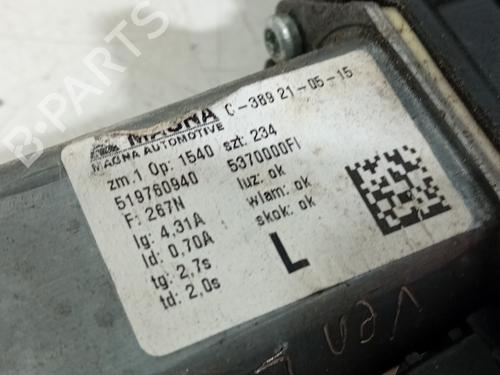 MAGNA C-389 21-05-15
MAGNA AUTOMOTIVE
zm:1 Op: 1540 szt: 234
519760940 5370000FI
F: 267N luz: ok
Ig: 4,31A wlam: ok
Id: 0,70A skok: ok
tg: 2,7s
td: 2,0s L